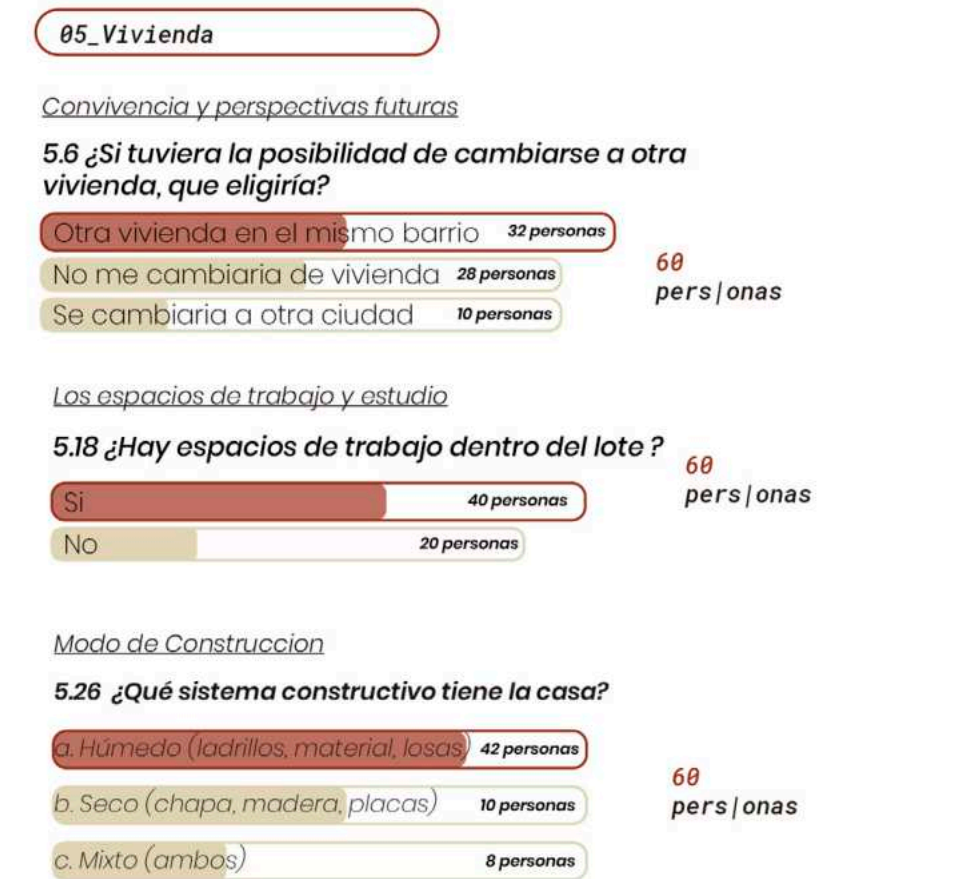 05_Vivienda
Convivencia y perspectivas futuras
5.6 ¿Si tuviera la posibilidad de cambiarse a otra
vivienda, que eligiría?
Otra vivienda en el mismo barrio 32 personas
No me cambiaria de vivienda 28 personas
Se cambiaria a otra ciudad 10 personas
60
pers|onas
Los espacios de trabajo y estudio
5.18 ¿Hay espacios de trabajo dentro del lote ?
60
pers|onas
Si 40 personas
No 20 personas
Modo de Construccion
5.26 ¿Qué sistema constructivo tiene la casa?
a. Húmedo (ladrillos, material, losas) 42 personas
b. Seco (chapa, madera, placas) 10 personas
c. Mixto (ambos) 8 personas
60
pers|onas